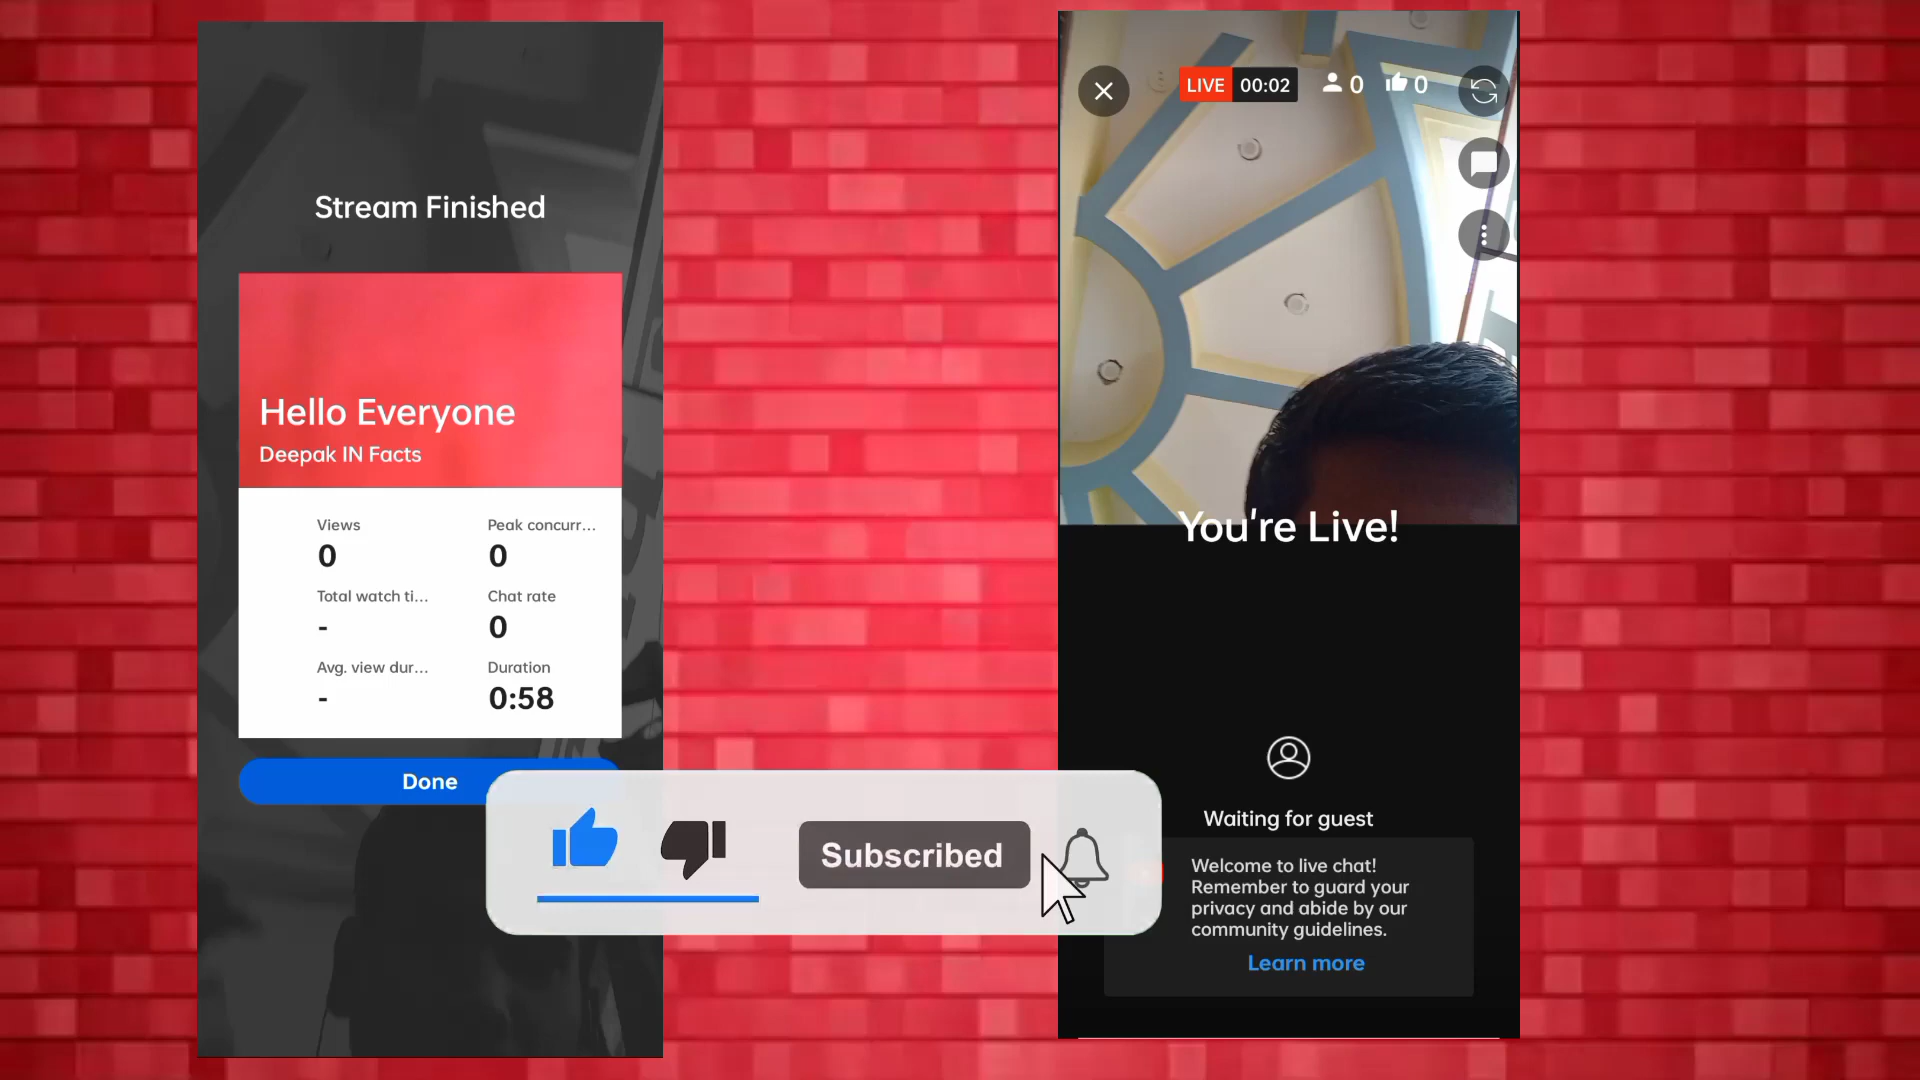 Stream Finished
Hello Everyone
Deepak IN Facts
Views
0
Peak concurr...
0
Total watch ti...
-
Chat rate
0
Avg. view dur...
-
Duration
0:58
Done
Subscribed
LIVE 00:02 0 0
You're Live!
Waiting for guest
Welcome to live chat!
Remember to guard your
privacy and abide by our
community guidelines.
Learn more